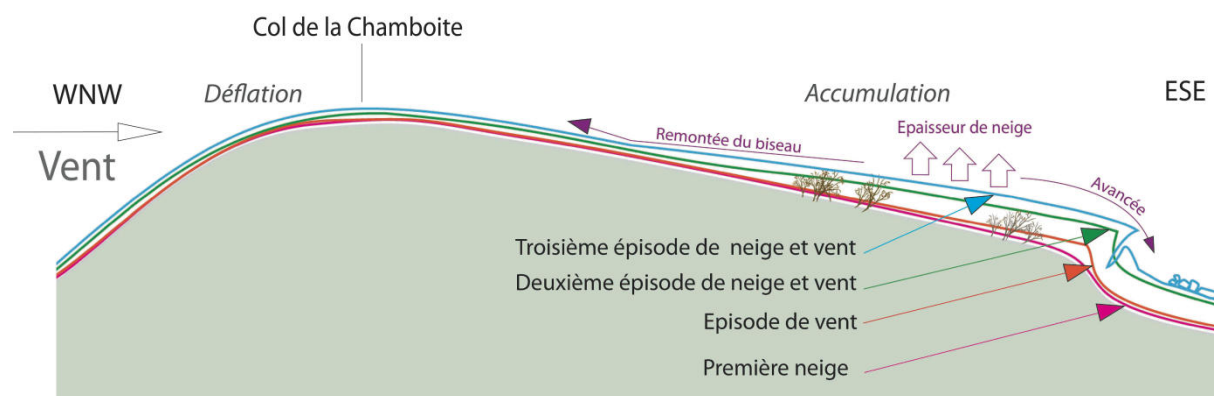 Col de la Chamboite
WNW
Déflation
Accumulation
ESE
Vent
Remontée du biseau
Epaisseur de neige
Avancée
Troisième épisode de neige et vent
Deuxième épisode de neige et vent
Episode de vent
Première neige